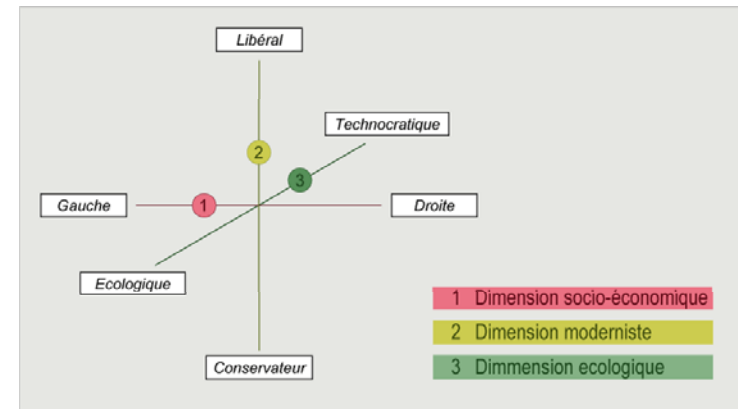 Libéral
Technocratique
2
3
Gauche
1
Droite
Ecologique
Conservateur
1 Dimension socio-économique
2 Dimension moderniste
3 Dimmension ecologique